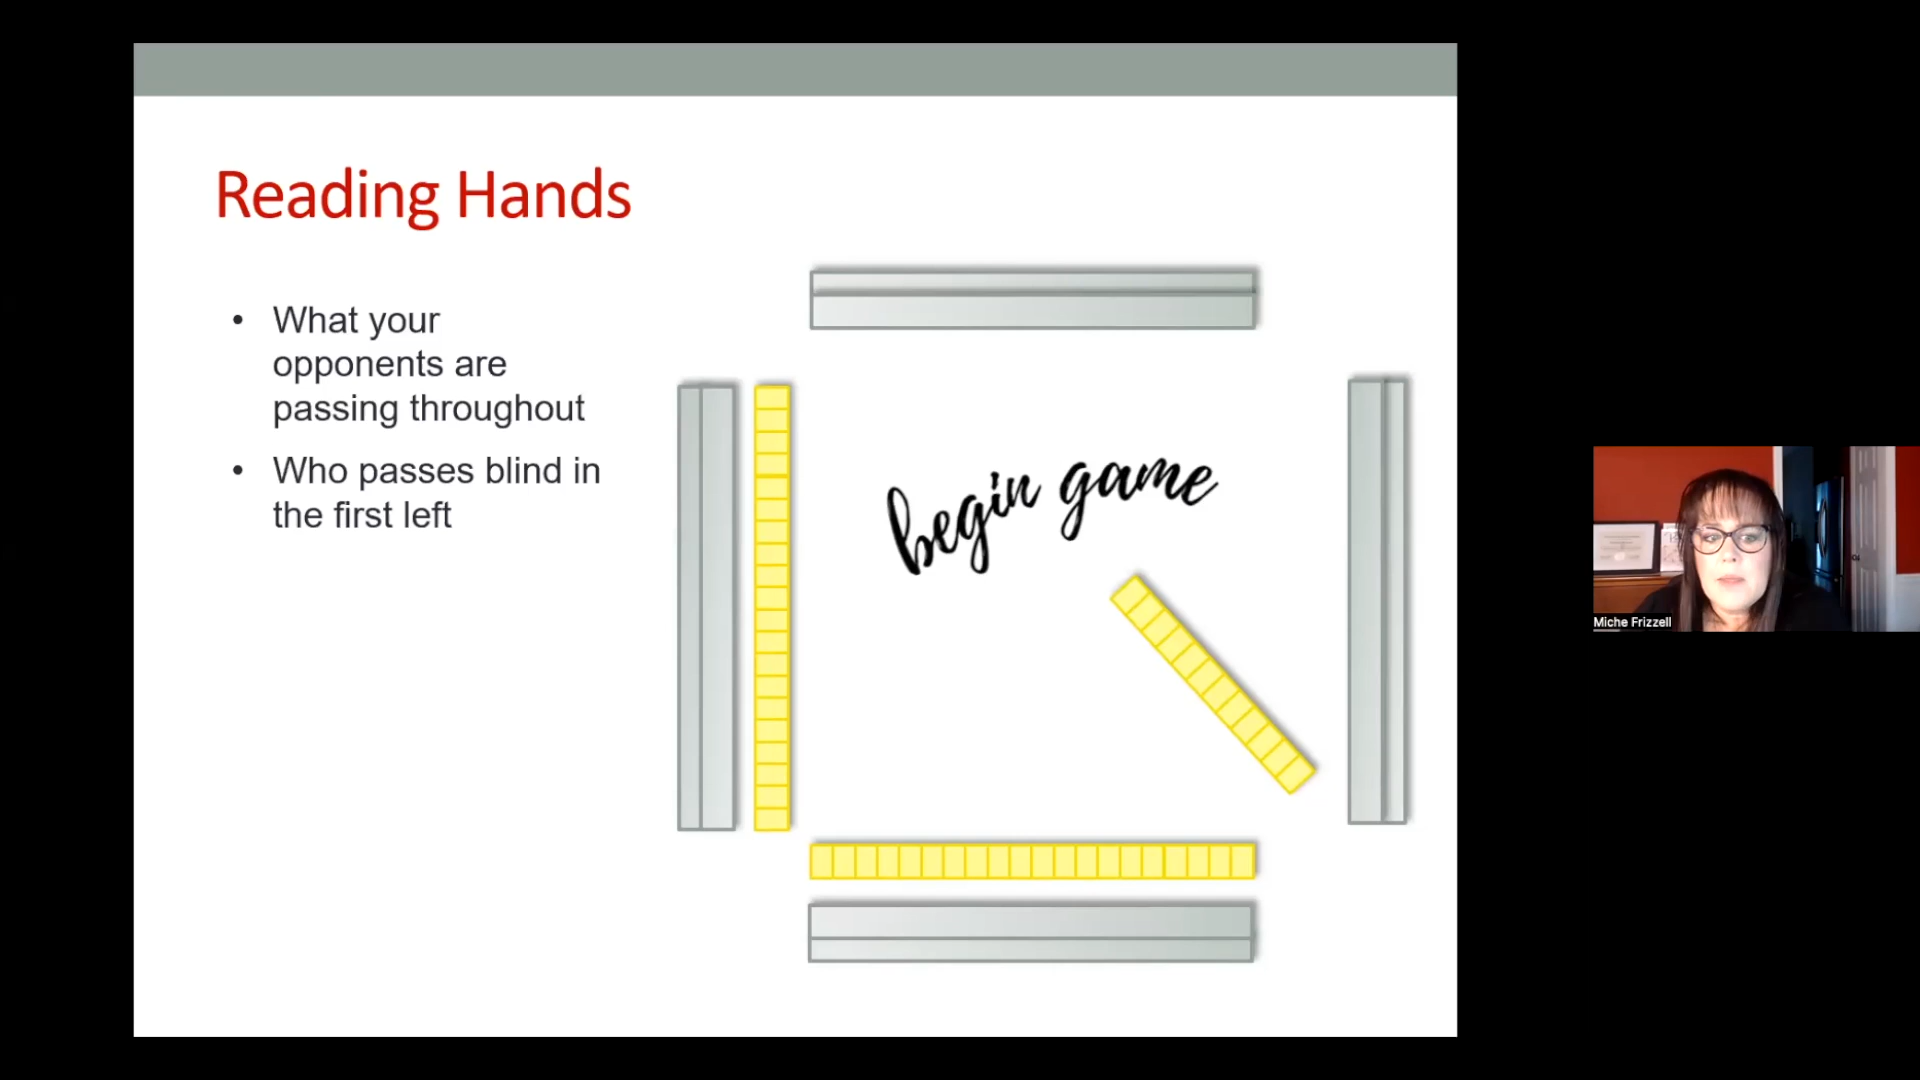 Reading Hands
• What your
opponents are
passing throughout
• Who passes blind in
the first left
begin game
Miche Frizzell